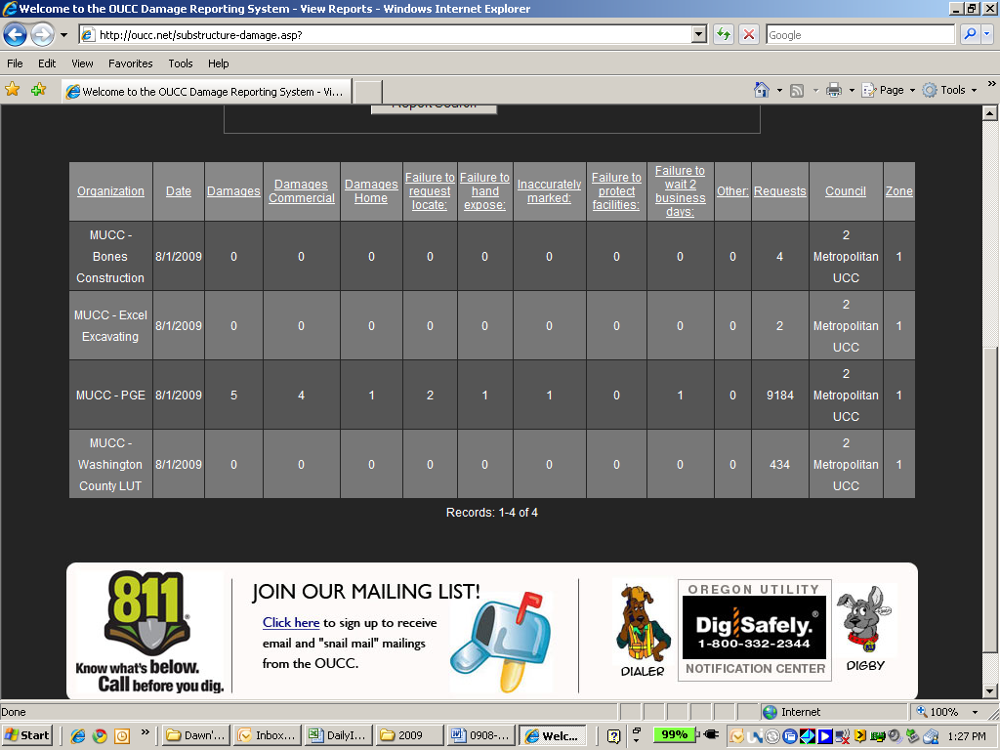 Welcome to the OUCC Damage Reporting System - View Reports - Windows Internet Explorer
http://oucc.net/substructure-damage.asp?
Google
File Edit View Favorites Tools Help
Welcome to the OUCC Damage Reporting System - Vi...
Page Tools
Report Search
Organization Date Damages Damages Commercial Damages Home Failure to request locate: Failure to hand expose: Inaccurately marked: Failure to protect facilities: Failure to wait 2 business days: Other: Requests Council Zone
MUCC - Bones Construction 8/1/2009 0 0 0 0 0 0 0 0 0 4 2 Metropolitan UCC 1
MUCC - Excel Excavating 8/1/2009 0 0 0 0 0 0 0 0 0 2 2 Metropolitan UCC 1
MUCC - PGE 8/1/2009 5 4 1 2 1 1 0 1 0 9184 2 Metropolitan UCC 1
MUCC - Washington County LUT 8/1/2009 0 0 0 0 0 0 0 0 0 434 2 Metropolitan UCC 1
Records: 1-4 of 4
811®
Know what's below.
Call before you dig.
JOIN OUR MAILING LIST!
Click here to sign up to receive
email and "snail mail" mailings
from the OUCC.
DIALER
OREGON UTILITY
Dig Safely.®
1-800-332-2344
NOTIFICATION CENTER
DIGBY
Done
Internet
100%
Start
Dawn'...
Inbox...
DailyI...
2009
0908-...
Welc...
99%
1:27 PM